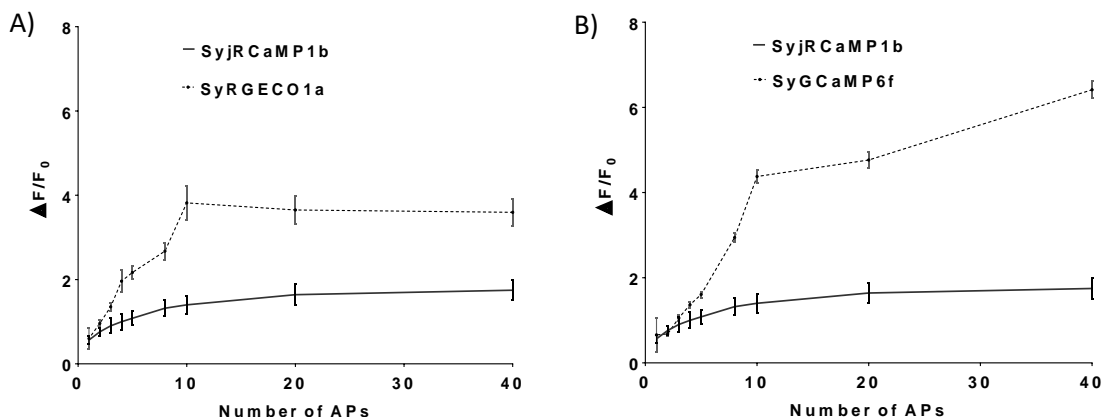 A)
8
6
4
2
0
ΔF/F0
SyjRCaMP1b
SyRGECO1a
0 10 20 30 40
Number of APs
B)
8
6
4
2
0
ΔF/F0
SyjRCaMP1b
SyGCaMP6f
0 10 20 30 40
Number of APs